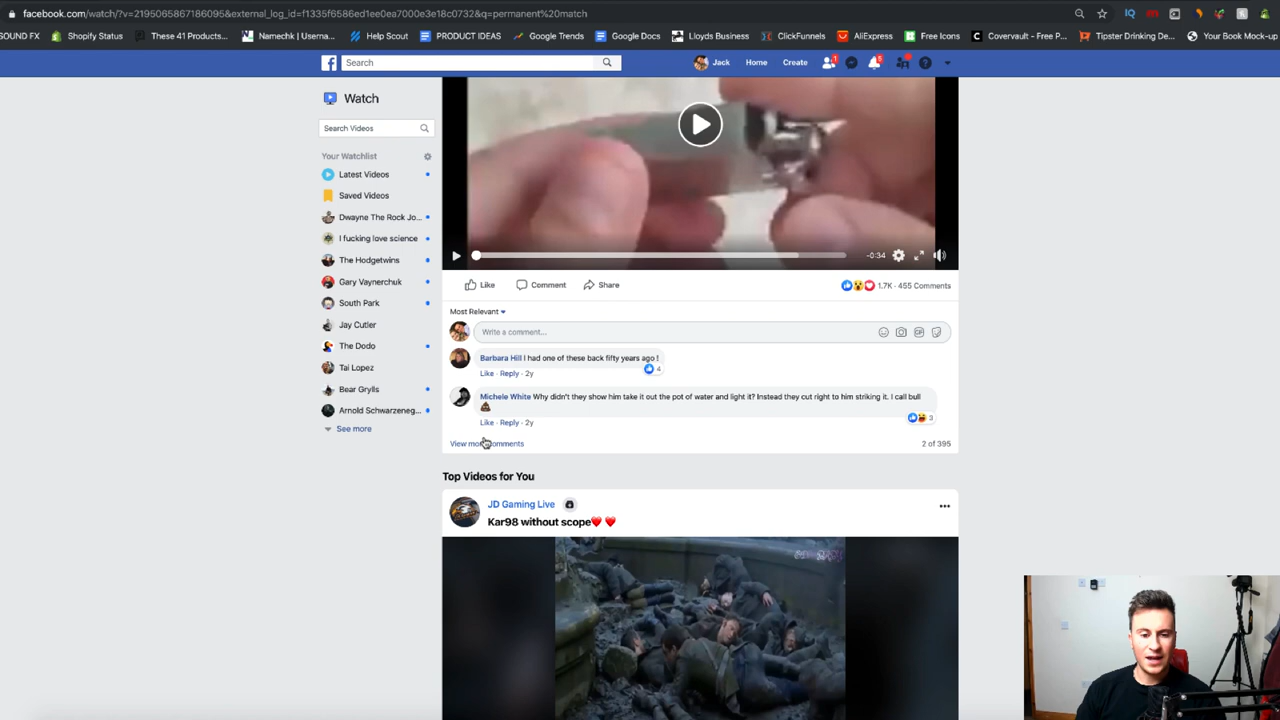 facebook.com/watch/?v=2195065867186095&external_log_id=f1335f6586ed1ee0ea7000e3e18c0732&q=permanent%20match
SOUND FX Shopify Status These 41 Products... Namechk | Userna... Help Scout PRODUCT IDEAS Google Trends Google Docs Lloyds Business ClickFunnels AliExpress Free Icons Covervault - Free P... Tipster Drinking De... Your Book Mock-up
Search Jack Home Create
Watch
Search Videos
Your Watchlist
Latest Videos
Saved Videos
Dwayne The Rock Jo...
I fucking love science
The Hodgetwins
Gary Vaynerchuk
South Park
Jay Cutler
The Dodo
Tai Lopez
Bear Grylls
Arnold Schwarzeneg...
See more
-0:34
Like Comment Share 1.7K · 455 Comments
Most Relevant
Write a comment...
Barbara Hill I had one of these back fifty years ago !
4
Like · Reply · 2y
Michele White Why didn't they show him take it out the pot of water and light it? Instead they cut right to him striking it. I call bull
💩
3
Like · Reply · 2y
View more comments 2 of 395
Top Videos for You
JD Gaming Live
Kar98 without scope❤️ ❤️